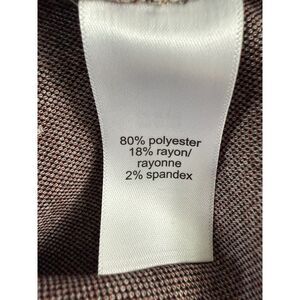 80% polyester
18% rayon/
rayonne
2% spandex